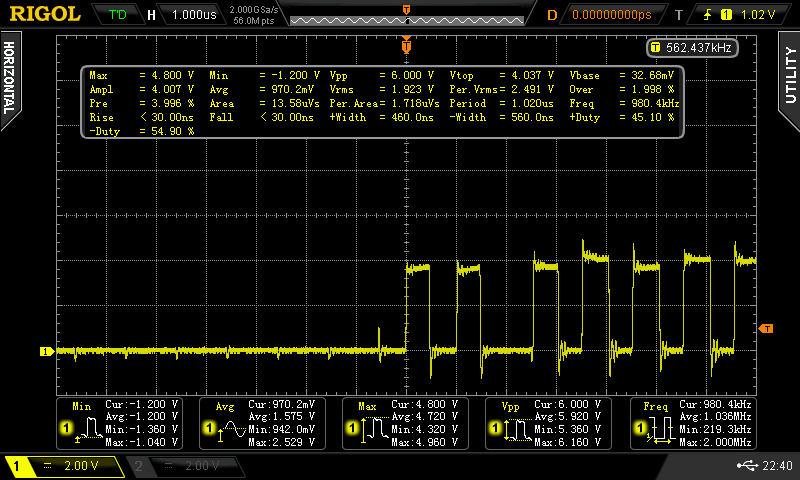 RIGOL T'D H 1.000us 2.000GSa/s 56.0M pts D 0.00000000ps T 1 1.02 V
HORIZONTAL
UTILITY
T
T 562.437kHz
Max = 4.800 V Min = -1.200 V Vpp = 6.000 V Vtop = 4.037 V Vbase = 32.68mV
Ampl = 4.007 V Avg = 970.2mV Vrms = 1.923 V Per.Vrms= 2.491 V Over = 1.998 %
Pre = 3.996 % Area = 13.58uVs Per.Area= 1.718uVs Period = 1.020us Freq = 980.4kHz
Rise < 30.00ns Fall < 30.00ns +Width = 460.0ns -Width = 560.0ns +Duty = 45.10 %
-Duty = 54.90 %
T
1
Min Cur:-1.200 V
Avg:-1.200 V
1 Min:-1.360 V
Max:-1.040 V
Avg Cur:970.2mV
Avg:1.575 V
1 Min:942.0mV
Max:2.529 V
Max Cur:4.800 V
Avg:4.720 V
1 Min:4.320 V
Max:4.960 V
Vpp Cur:6.000 V
Avg:5.920 V
1 Min:5.360 V
Max:6.160 V
Freq Cur:980.4kHz
Avg:1.036MHz
1 Min:219.3kHz
Max:2.000MHz
1 = 2.00 V 2 = 2.00 V 22:40